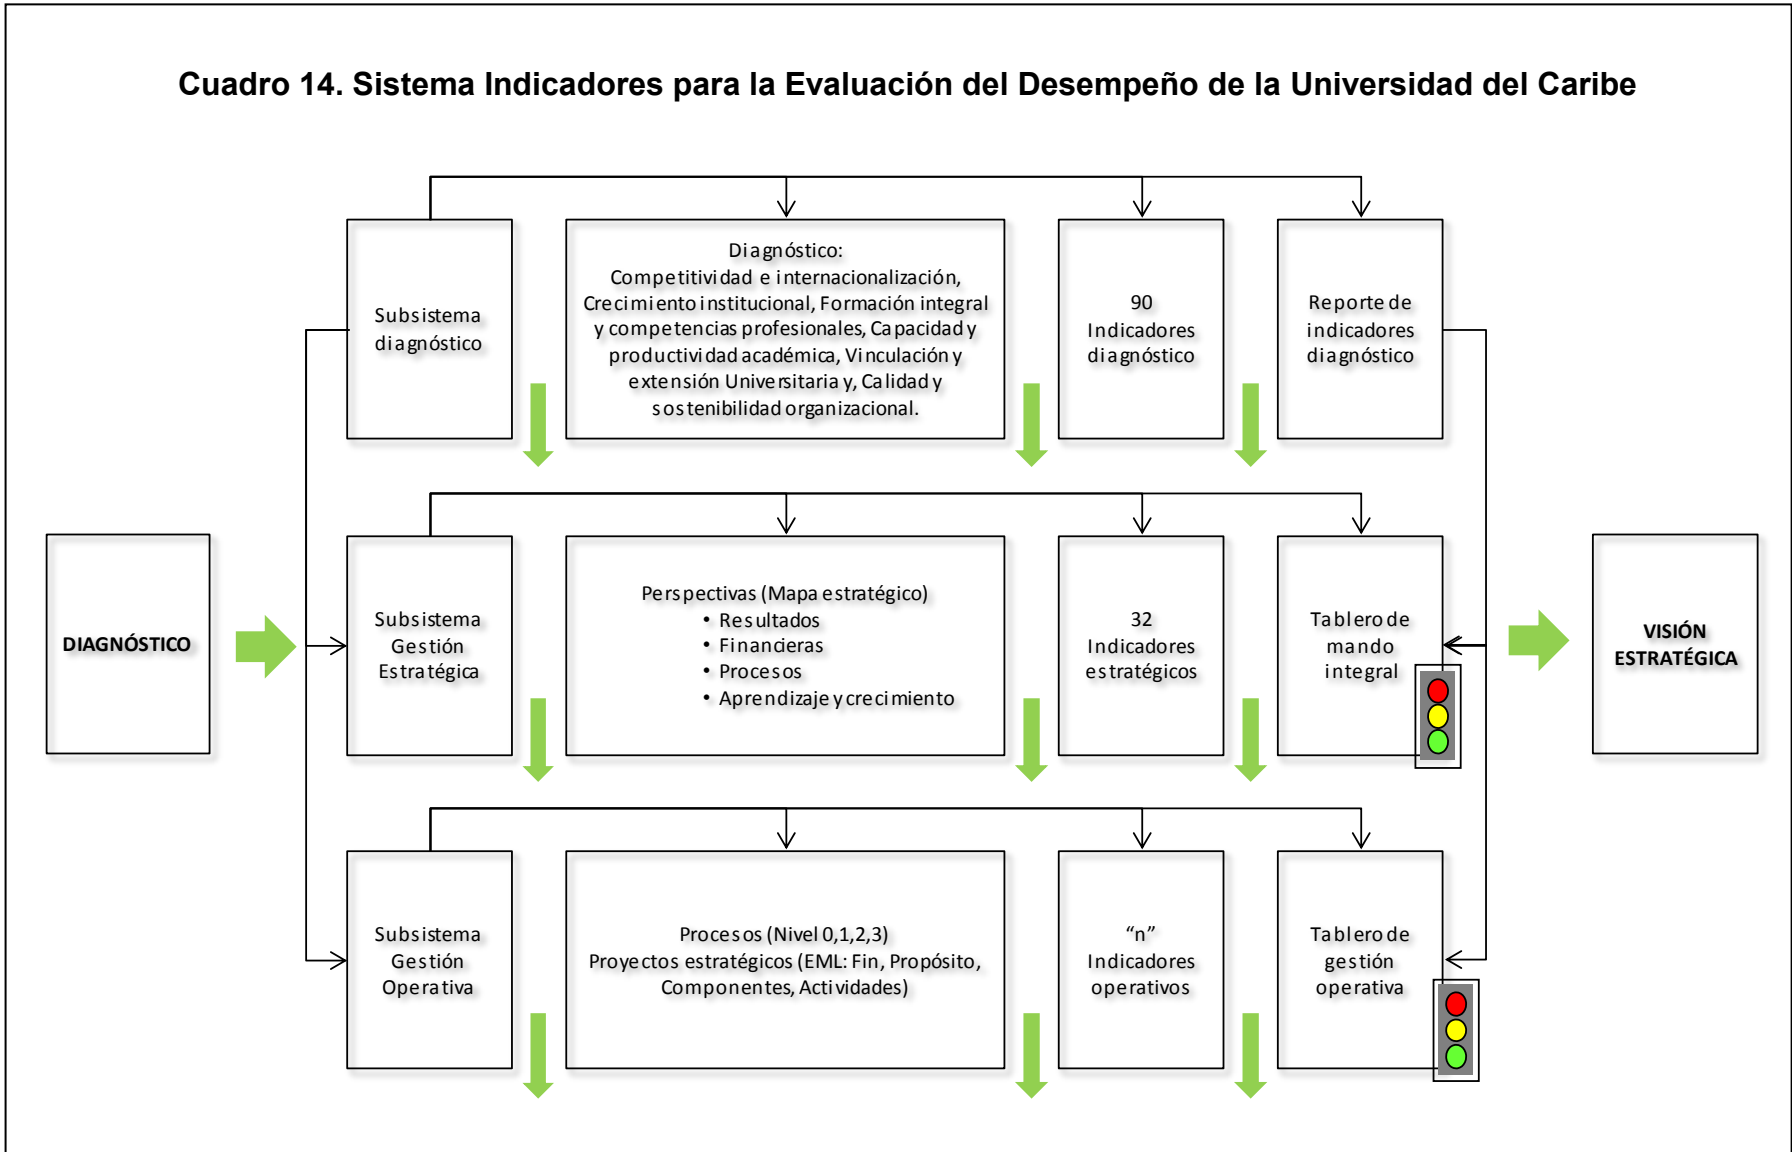 Cuadro 14. Sistema Indicadores para la Evaluación del Desempeño de la Universidad del Caribe
Subsistema
diagnóstico
Diagnóstico:
Competitividad e internacionalización,
Crecimiento institucional, Formación integral
y competencias profesionales, Capacidad y
productividad académica, Vinculación y
extensión Universitaria y, Calidad y
sostenibilidad organizacional.
90
Indicadores
diagnóstico
Reporte de
indicadores
diagnóstico
DIAGNÓSTICO
Subsistema
Gestión
Estratégica
Perspectivas (Mapa estratégico)
• Resultados
• Financieras
• Procesos
• Aprendizaje y crecimiento
32
Indicadores
estratégicos
Tablero de
mando
integral
VISIÓN
ESTRATÉGICA
Subsistema
Gestión
Operativa
Procesos (Nivel 0,1,2,3)
Proyectos estratégicos (EML: Fin, Propósito,
Componentes, Actividades)
“n”
Indicadores
operativos
Tablero de
gestión
operativa